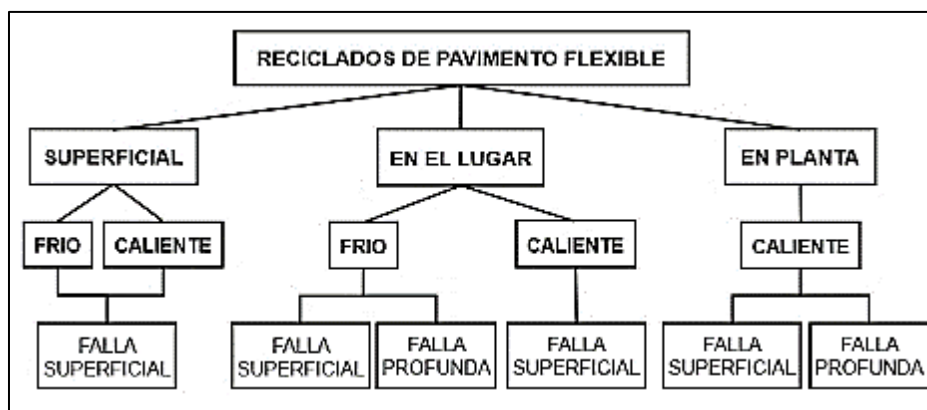 RECICLADOS DE PAVIMENTO FLEXIBLE
SUPERFICIAL
EN EL LUGAR
EN PLANTA
FRIO
CALIENTE
FRIO
CALIENTE
CALIENTE
FALLA
SUPERFICIAL
FALLA
SUPERFICIAL
FALLA
PROFUNDA
FALLA
SUPERFICIAL
FALLA
SUPERFICIAL
FALLA
PROFUNDA